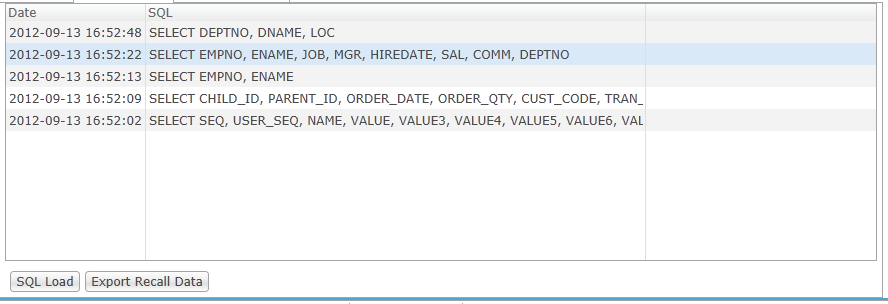 Date SQL
2012-09-13 16:52:48 SELECT DEPTNO, DNAME, LOC
2012-09-13 16:52:22 SELECT EMPNO, ENAME, JOB, MGR, HIREDATE, SAL, COMM, DEPTNO
2012-09-13 16:52:13 SELECT EMPNO, ENAME
2012-09-13 16:52:09 SELECT CHILD_ID, PARENT_ID, ORDER_DATE, ORDER_QTY, CUST_CODE, TRAN_
2012-09-13 16:52:02 SELECT SEQ, USER_SEQ, NAME, VALUE, VALUE3, VALUE4, VALUE5, VALUE6, VAL
SQL Load Export Recall Data